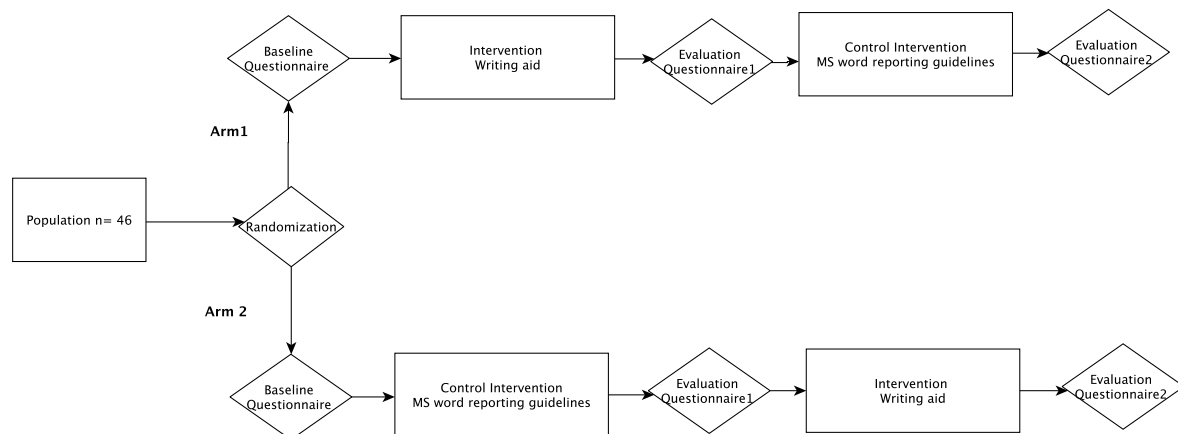 Baseline
Questionnaire
Intervention
Writing aid
Evaluation
Questionnaire1
Control Intervention
MS word reporting guidelines
Evaluation
Questionnaire2
Arm1
Population n= 46
Randomization
Arm 2
Baseline
Questionnaire
Control Intervention
MS word reporting guidelines
Evaluation
Questionnaire1
Intervention
Writing aid
Evaluation
Questionnaire2